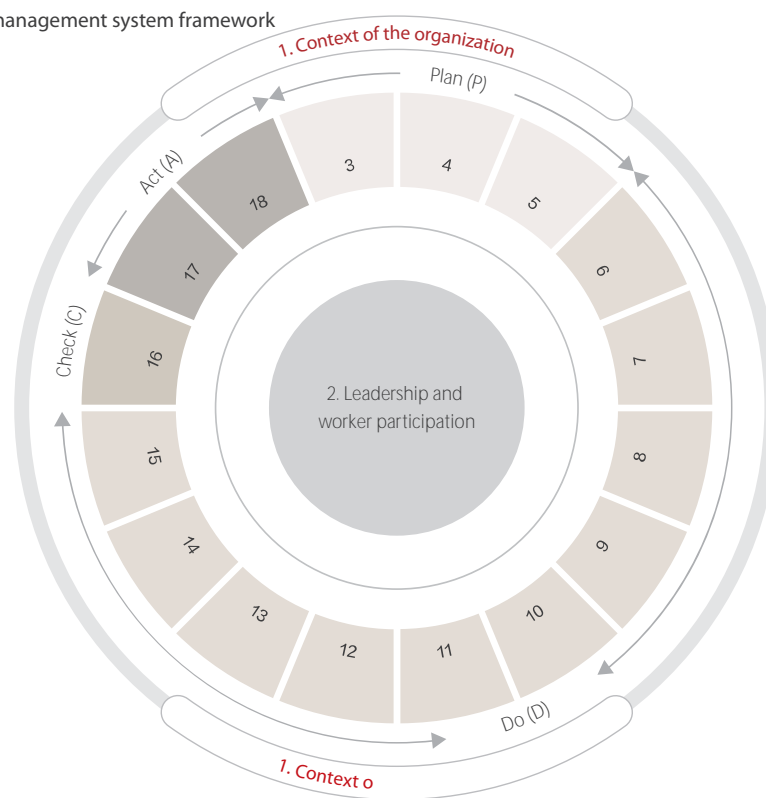 management system framework
1. Context of the organization
Plan (P)
Act (A)
3
4
5
18
6
17
Check (C)
16
7
2. Leadership and
worker participation
15
8
14
9
13
10
12
11
Do (D)
1. Context o